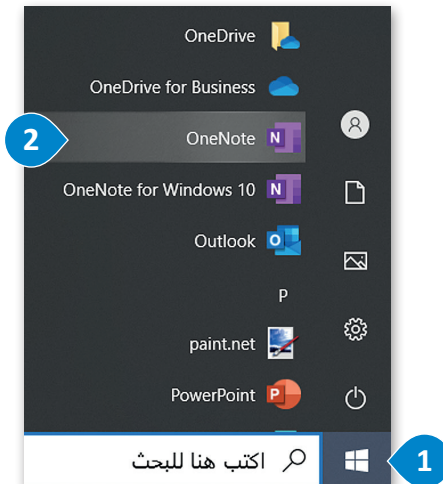 OneDrive
OneDrive for Business
2
OneNote
OneNote for Windows 10
Outlook
P
paint.net
PowerPoint
اكتب هنا للبحث
1